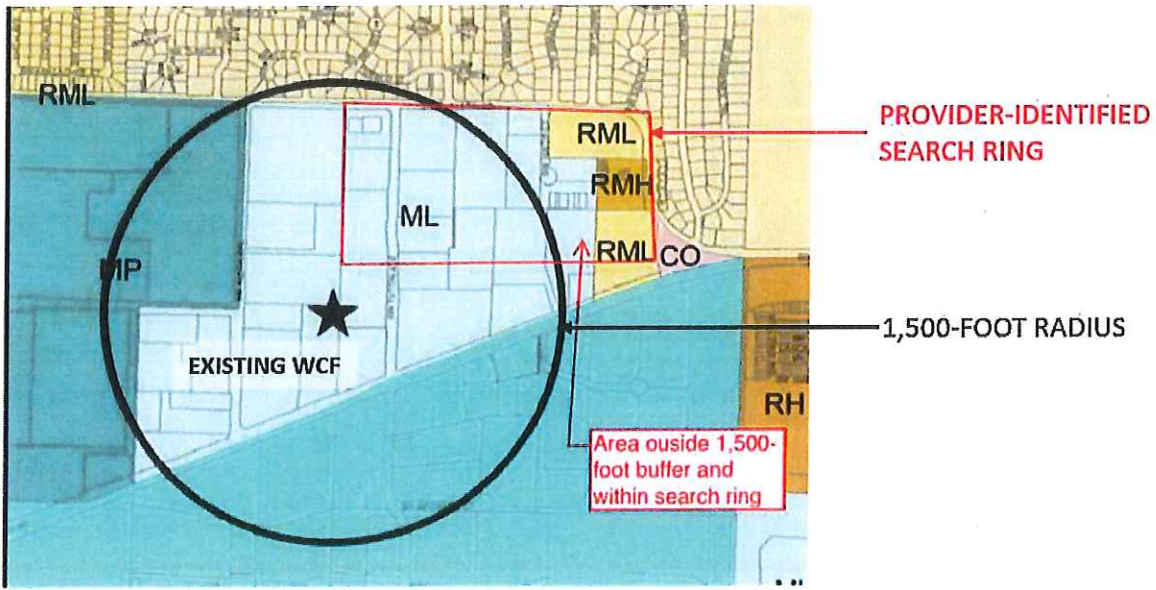 RML
PROVIDER-IDENTIFIED
SEARCH RING
RML
RMH
ML
RML
CO
MP
1,500-FOOT RADIUS
EXISTING WCF
RH
Area ouside 1,500-
foot buffer and
within search ring